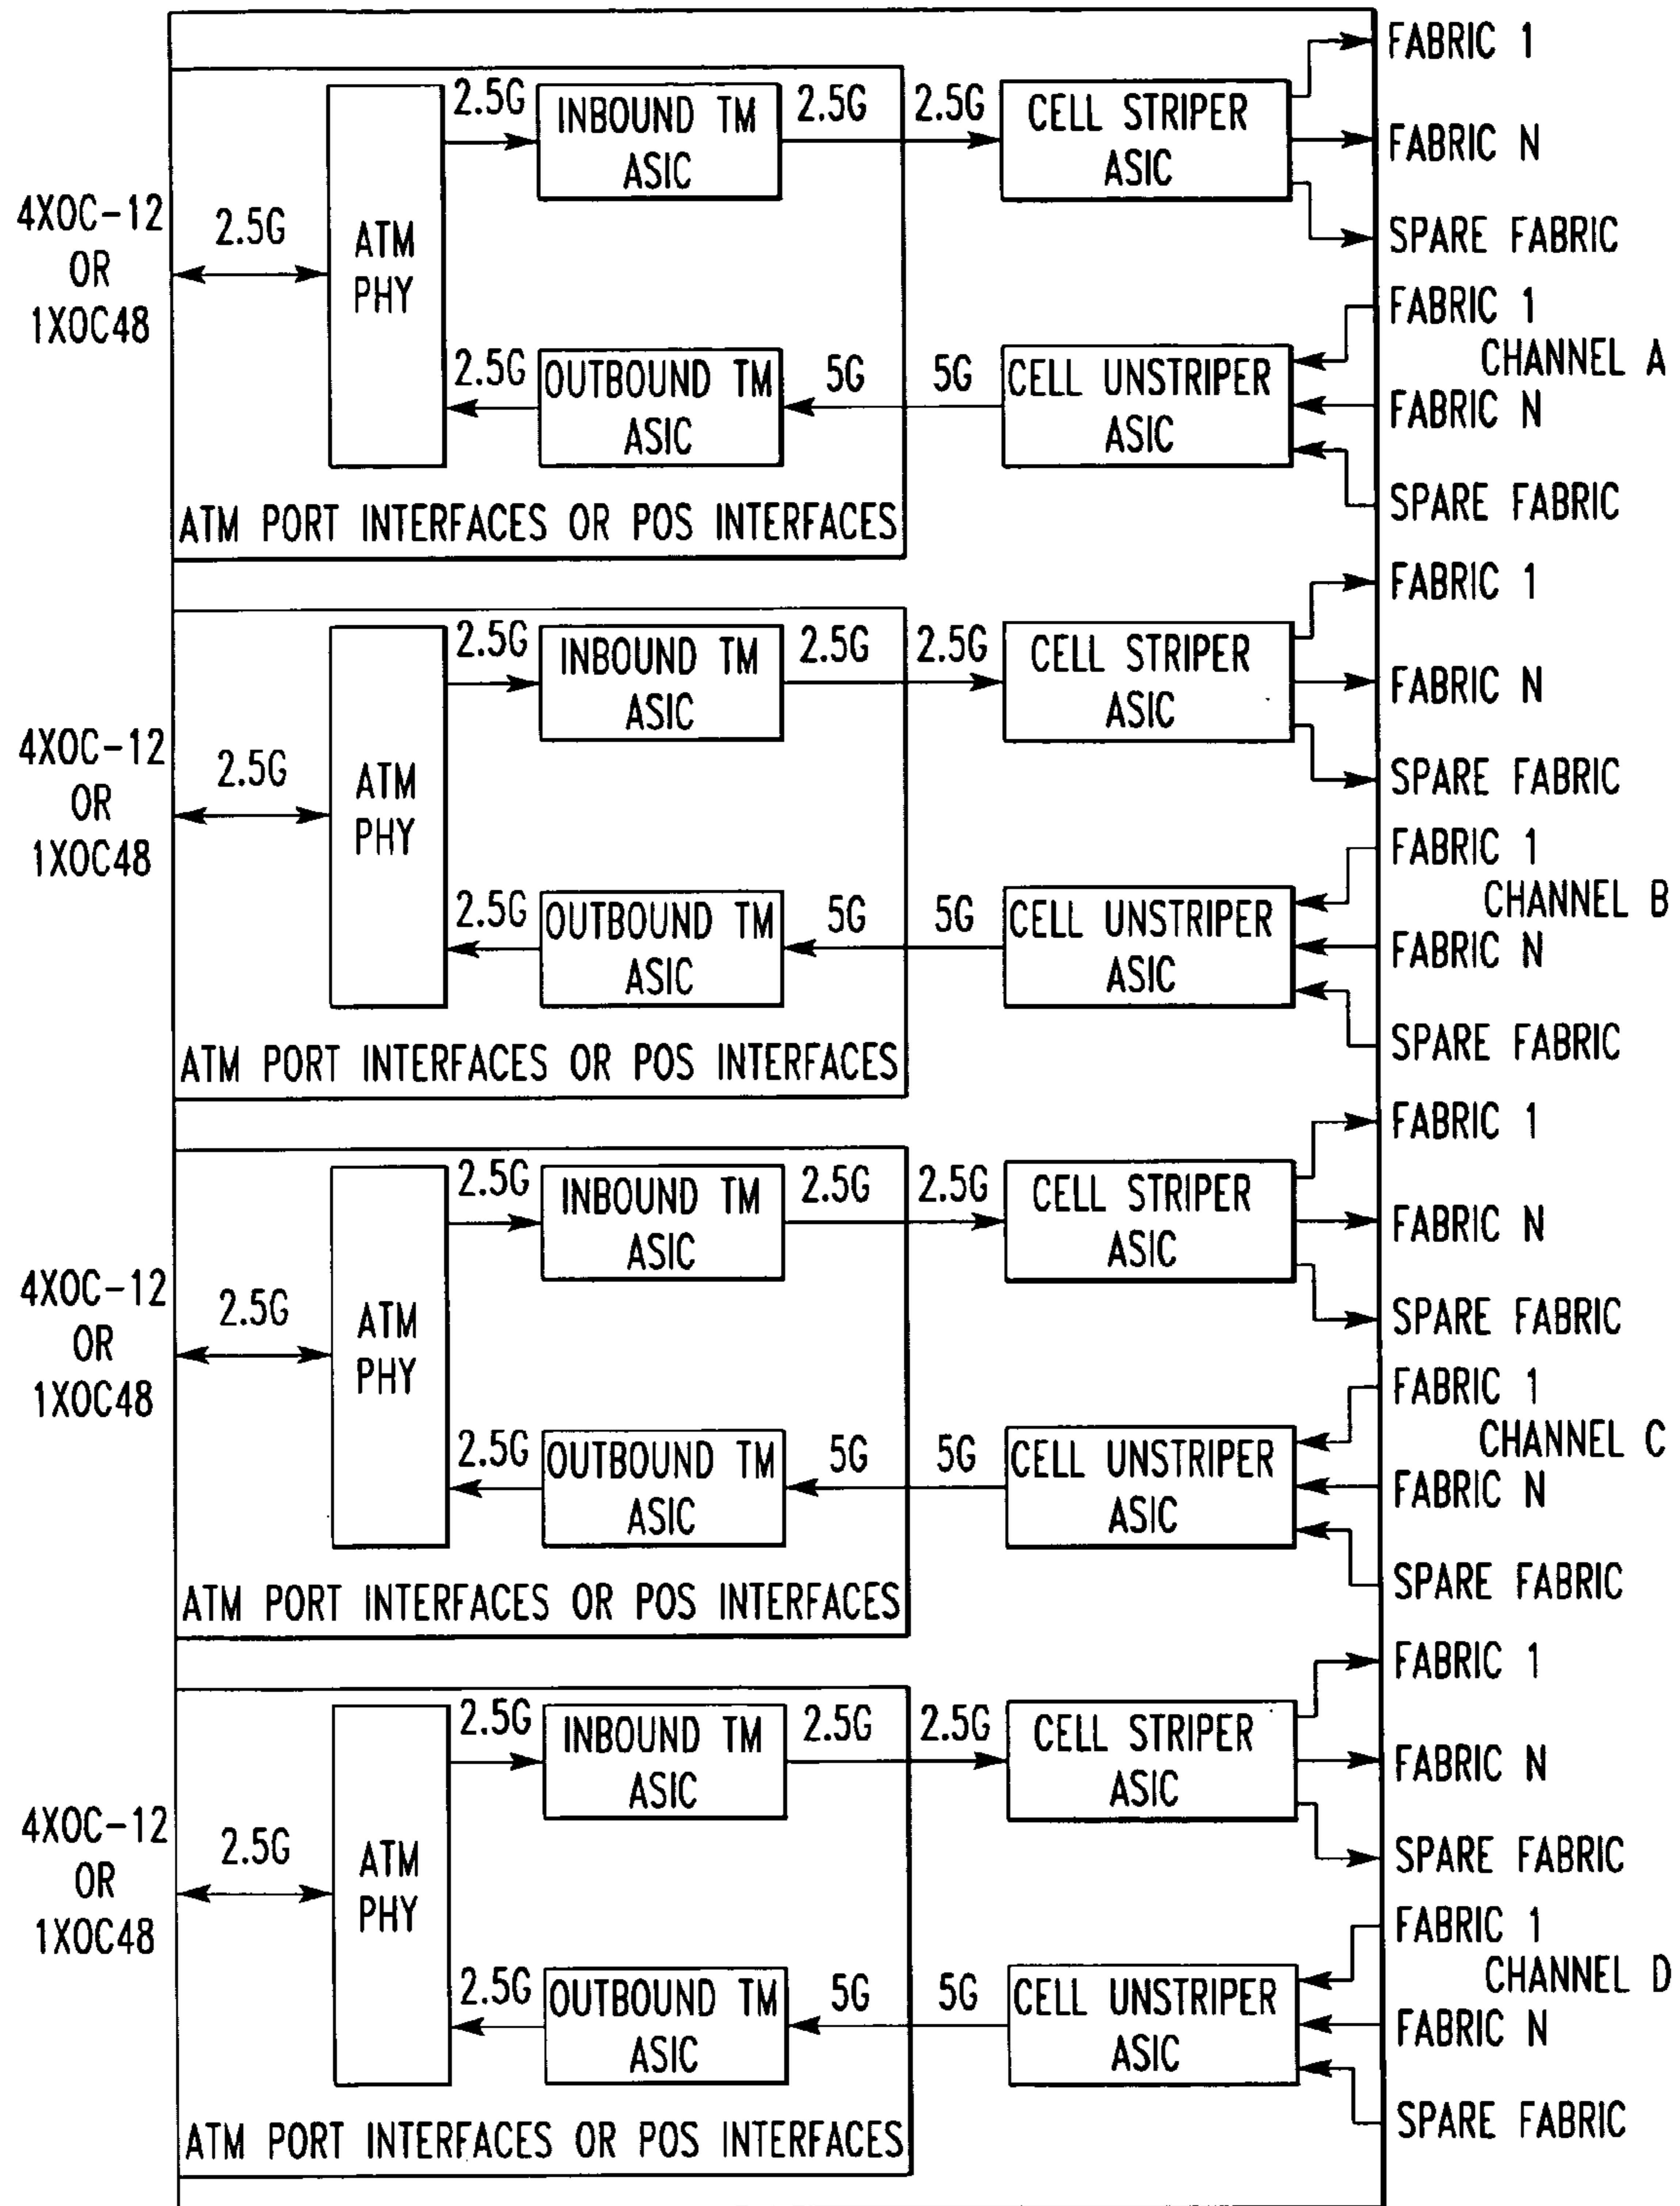 FABRIC 1
2.5G
INBOUND TM
ASIC
2.5G
2.5G
CELL STRIPER
ASIC
FABRIC N
4XOC-12
OR
1XOC48
2.5G
ATM
PHY
SPARE FABRIC
FABRIC 1
CHANNEL A
2.5G
OUTBOUND TM
ASIC
5G
5G
CELL UNSTRIPER
ASIC
FABRIC N
SPARE FABRIC
ATM PORT INTERFACES OR POS INTERFACES
FABRIC 1
2.5G
INBOUND TM
ASIC
2.5G
2.5G
CELL STRIPER
ASIC
FABRIC N
4XOC-12
OR
1XOC48
2.5G
ATM
PHY
SPARE FABRIC
FABRIC 1
CHANNEL B
2.5G
OUTBOUND TM
ASIC
5G
5G
CELL UNSTRIPER
ASIC
FABRIC N
SPARE FABRIC
ATM PORT INTERFACES OR POS INTERFACES
FABRIC 1
2.5G
INBOUND TM
ASIC
2.5G
2.5G
CELL STRIPER
ASIC
FABRIC N
4XOC-12
OR
1XOC48
2.5G
ATM
PHY
SPARE FABRIC
FABRIC 1
CHANNEL C
2.5G
OUTBOUND TM
ASIC
5G
5G
CELL UNSTRIPER
ASIC
FABRIC N
SPARE FABRIC
ATM PORT INTERFACES OR POS INTERFACES
FABRIC 1
2.5G
INBOUND TM
ASIC
2.5G
2.5G
CELL STRIPER
ASIC
FABRIC N
4XOC-12
OR
1XOC48
2.5G
ATM
PHY
SPARE FABRIC
FABRIC 1
CHANNEL D
2.5G
OUTBOUND TM
ASIC
5G
5G
CELL UNSTRIPER
ASIC
FABRIC N
SPARE FABRIC
ATM PORT INTERFACES OR POS INTERFACES